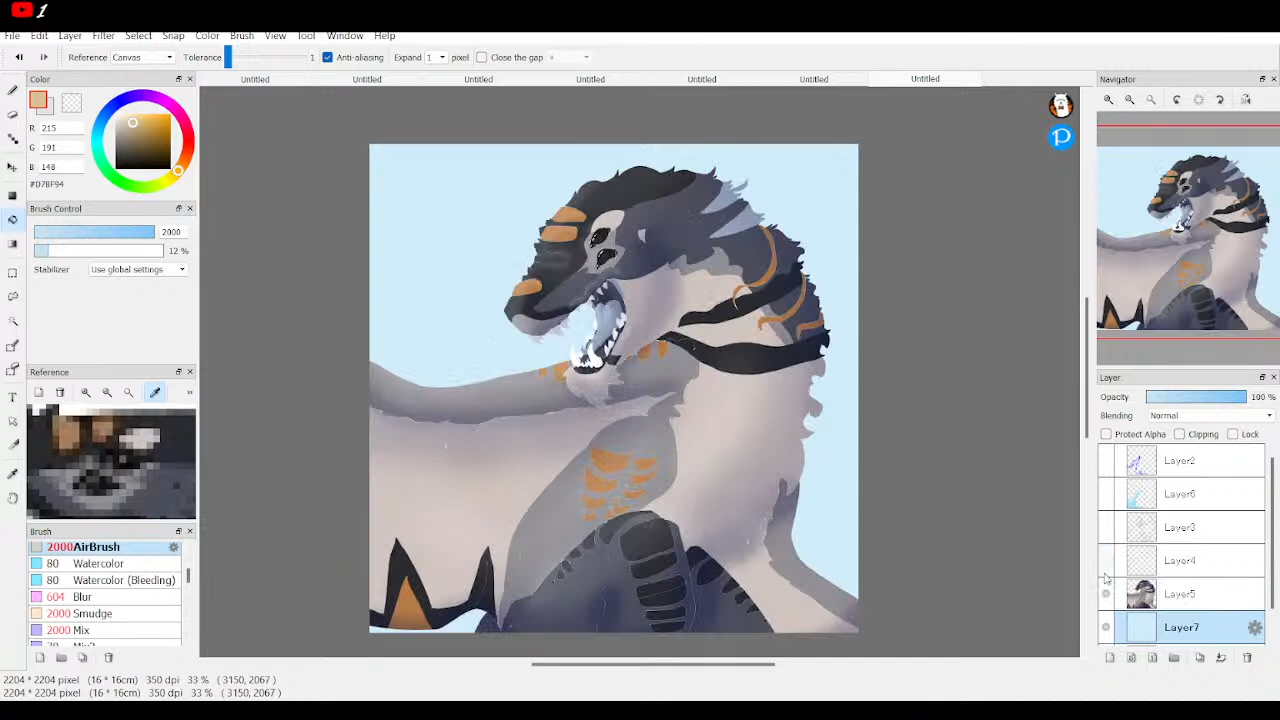 1
File Edit Layer Filter Select Snap Color Brush View Tool Window Help
Reference Canvas Tolerance 1 Anti-aliasing Expand 1 pixel Close the gap
Untitled Untitled Untitled Untitled Untitled Untitled Untitled
Color
R 215
G 191
B 148
#D7BF94
Brush Control
2000
12 %
Stabilizer Use global settings
Reference
Brush
2000 AirBrush
80 Watercolor
80 Watercolor (Bleeding)
604 Blur
2000 Smudge
2000 Mix
2204 * 2204 pixel (16 * 16cm) 350 dpi 33 % ( 3150, 2067 )
2204 * 2204 pixel (16 * 16cm) 350 dpi 33 % ( 3150, 2067 )
Navigator
Layer
Opacity 100 %
Blending Normal
Protect Alpha Clipping Lock
Layer2
Layer6
Layer3
Layer4
Layer5
Layer7